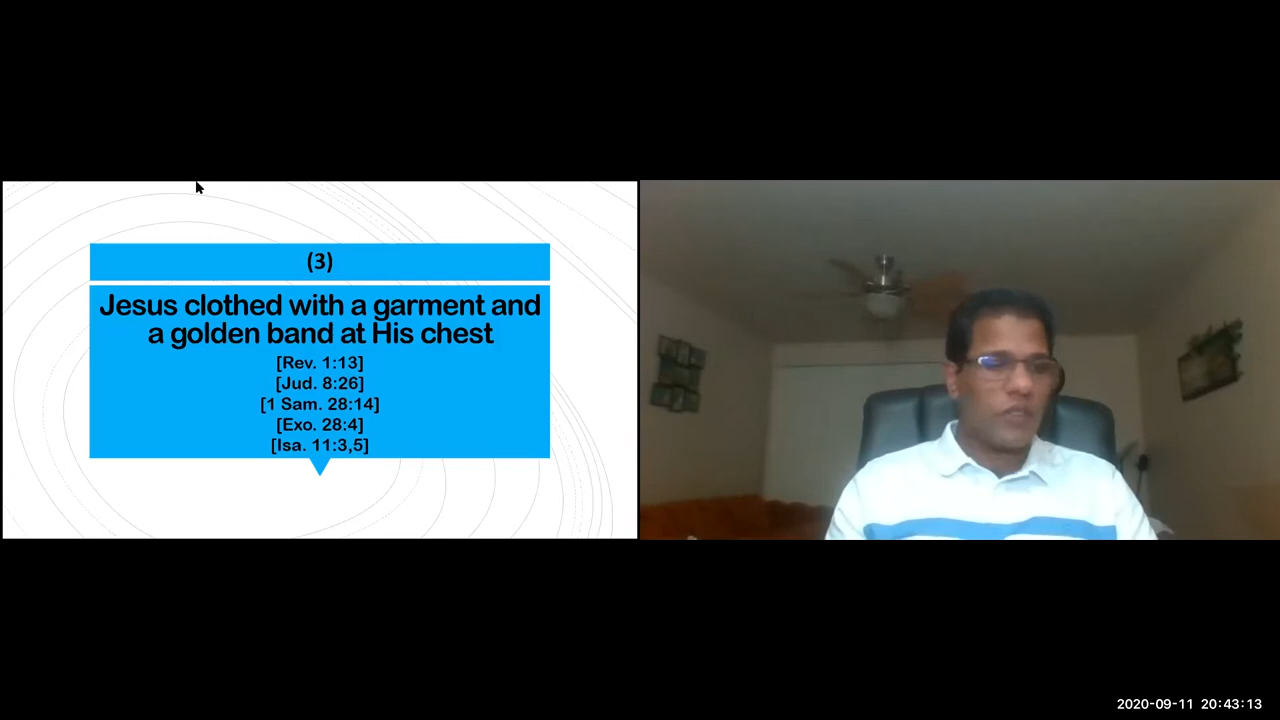 (3)
Jesus clothed with a garment and
a golden band at His chest
[Rev. 1:13]
[Jud. 8:26]
[1 Sam. 28:14]
[Exo. 28:4]
[Isa. 11:3,5]
2020-09-11 20:43:13